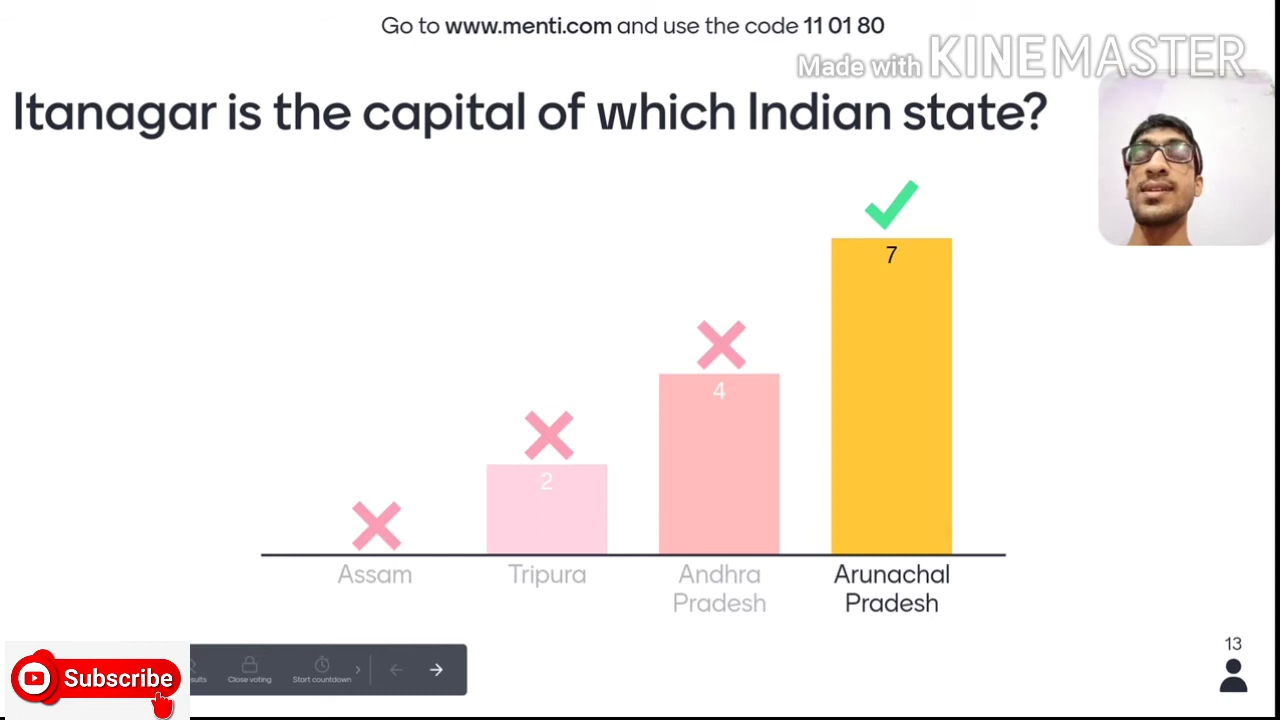 Go to www.menti.com and use the code 11 01 80
Made with KINEMASTER
Itanagar is the capital of which Indian state?
7
4
2
Assam
Tripura
Andhra
Pradesh
Arunachal
Pradesh
Subscribe
sults
Close voting
Start countdown
13